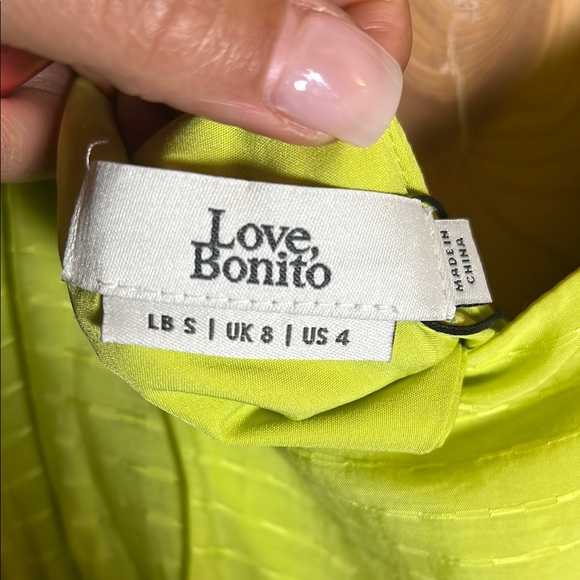 Love,
Bonito
LB S | UK 8 | US 4
MADE IN
CHINA